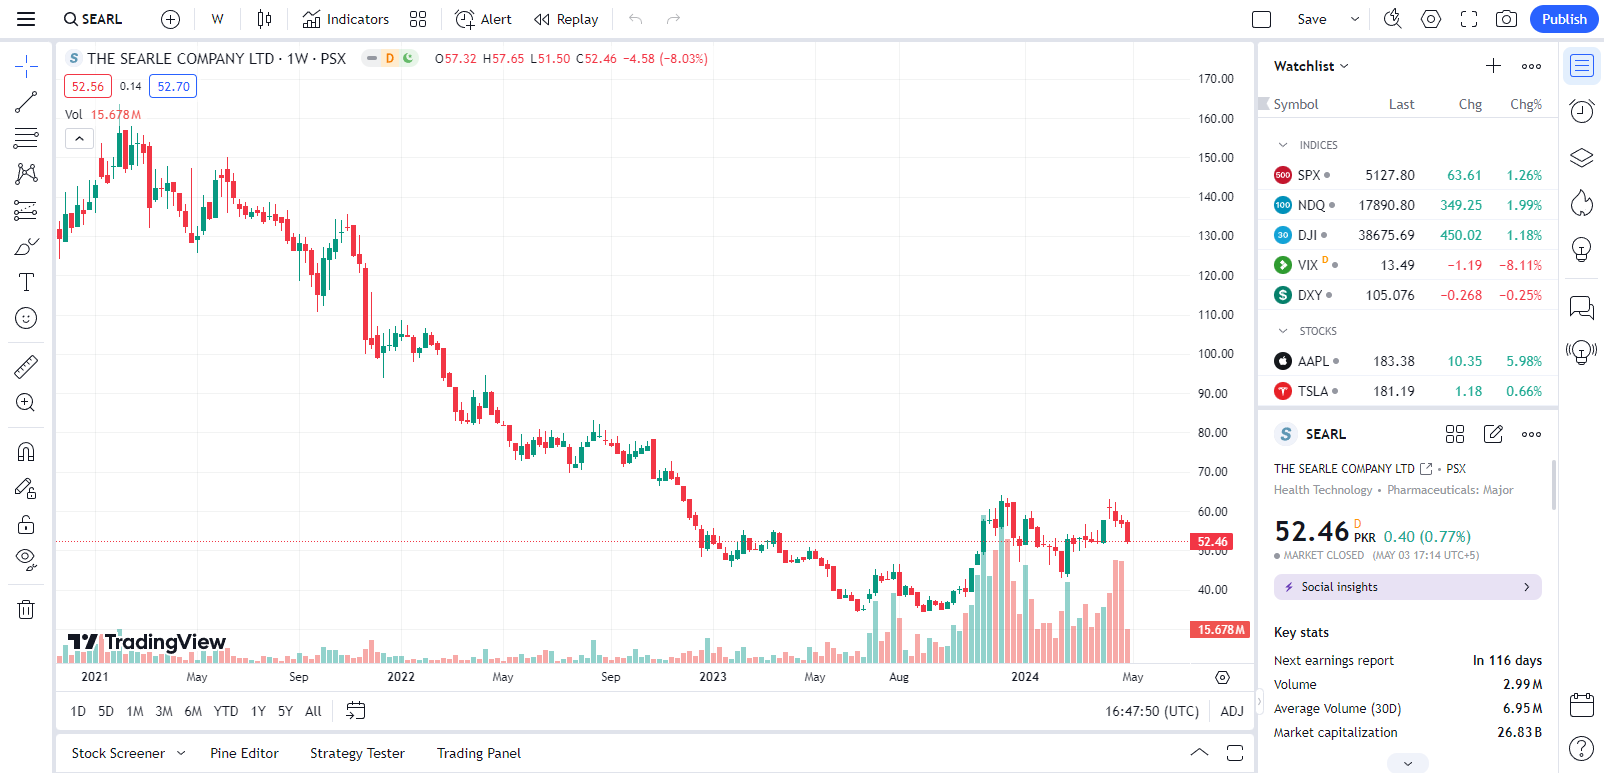 SEARL W Indicators Alert Replay Save Publish
S THE SEARLE COMPANY LTD · 1W · PSX D O57.32 H57.65 L51.50 C52.46 −4.58 (−8.03%)
52.56 0.14 52.70
Vol 15.678M
170.00
160.00
150.00
140.00
130.00
120.00
110.00
100.00
90.00
80.00
70.00
60.00
52.46
50.00
40.00
15.678M
TradingView
2021 May Sep 2022 May Sep 2023 May Aug 2024 May
1D 5D 1M 3M 6M YTD 1Y 5Y All 16:47:50 (UTC) ADJ
Stock Screener Pine Editor Strategy Tester Trading Panel
Watchlist
Symbol Last Chg Chg%
INDICES
500 SPX 5127.80 63.61 1.26%
100 NDQ 17890.80 349.25 1.99%
30 DJI 38675.69 450.02 1.18%
VIX D 13.49 −1.19 −8.11%
S DXY 105.076 −0.268 −0.25%
STOCKS
AAPL 183.38 10.35 5.98%
TSLA 181.19 1.18 0.66%
S SEARL
THE SEARLE COMPANY LTD • PSX
Health Technology • Pharmaceuticals: Major
52.46 D PKR 0.40 (0.77%)
MARKET CLOSED (MAY 03 17:14 UTC+5)
Social insights
Key stats
Next earnings report In 116 days
Volume 2.99M
Average Volume (30D) 6.95M
Market capitalization 26.83B